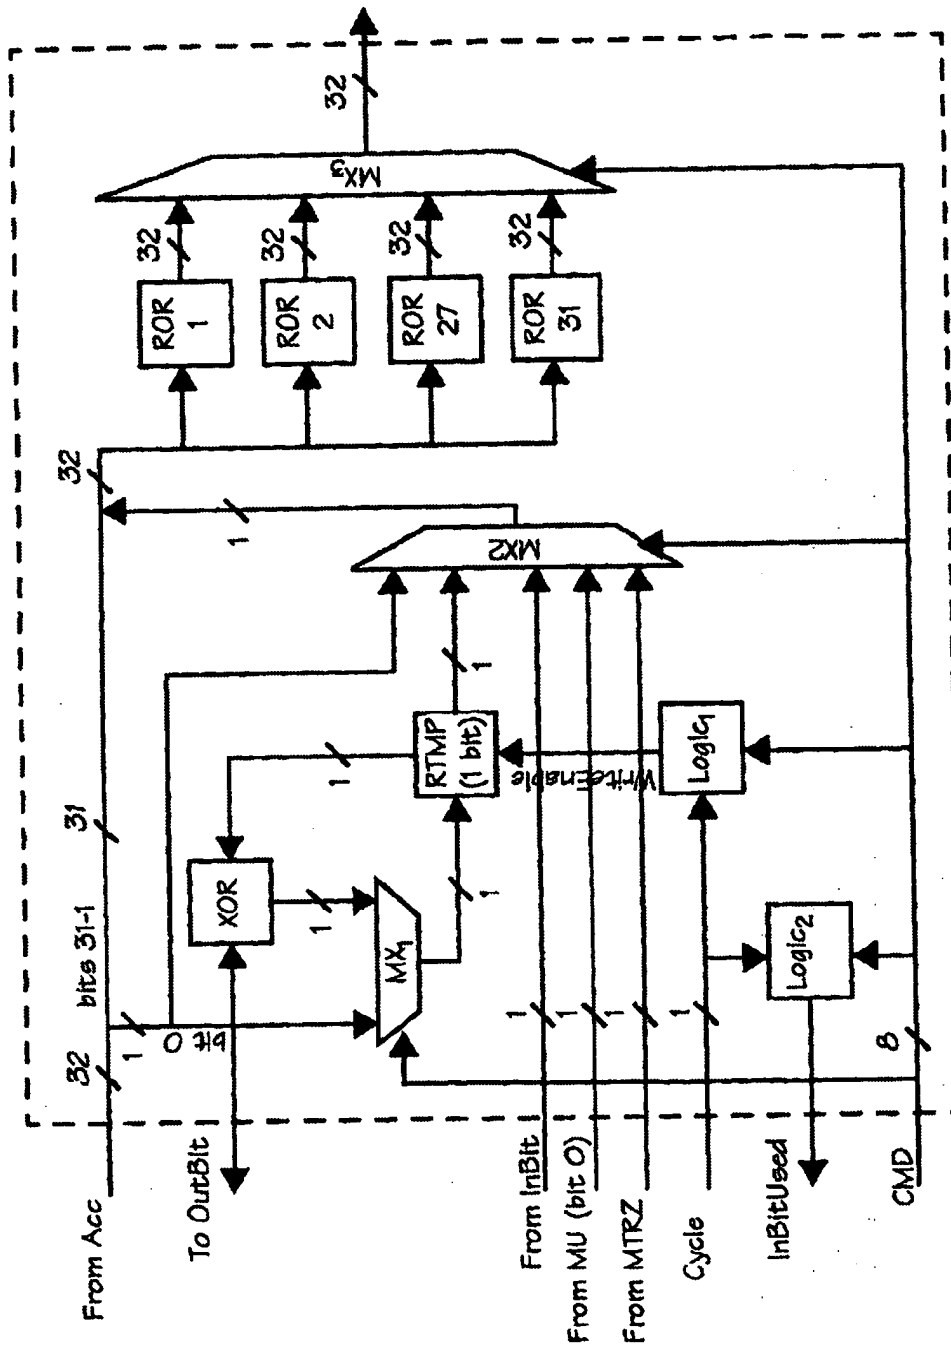 From Acc
32
bits 31-1
31
32
1
bit 0
To OutBit
XOR
1
1
MX1
1
RTMP
(1 bit)
1
WriteEnable
1
MX2
ROR
1
32
ROR
2
32
ROR
27
32
ROR
31
32
MX3
32
From InBit
1
From MU (bit 0)
1
From MTRZ
1
Cycle
1
Logic1
InBitUsed
Logic2
CMD
8